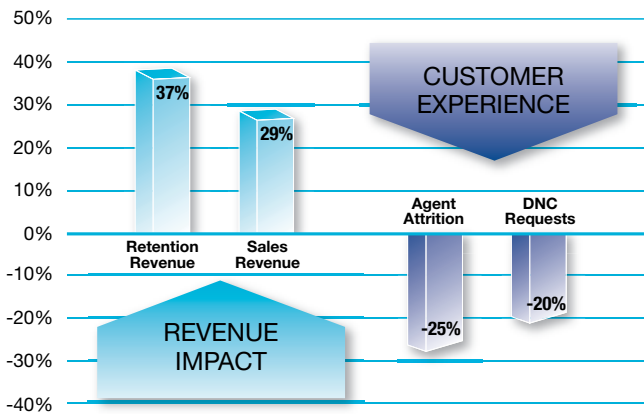 50%
40%
30%
20%
10%
0%
-10%
-20%
-30%
-40%
37%
29%
Retention
Revenue
Sales
Revenue
REVENUE
IMPACT
CUSTOMER
EXPERIENCE
Agent
Attrition
DNC
Requests
-25%
-20%